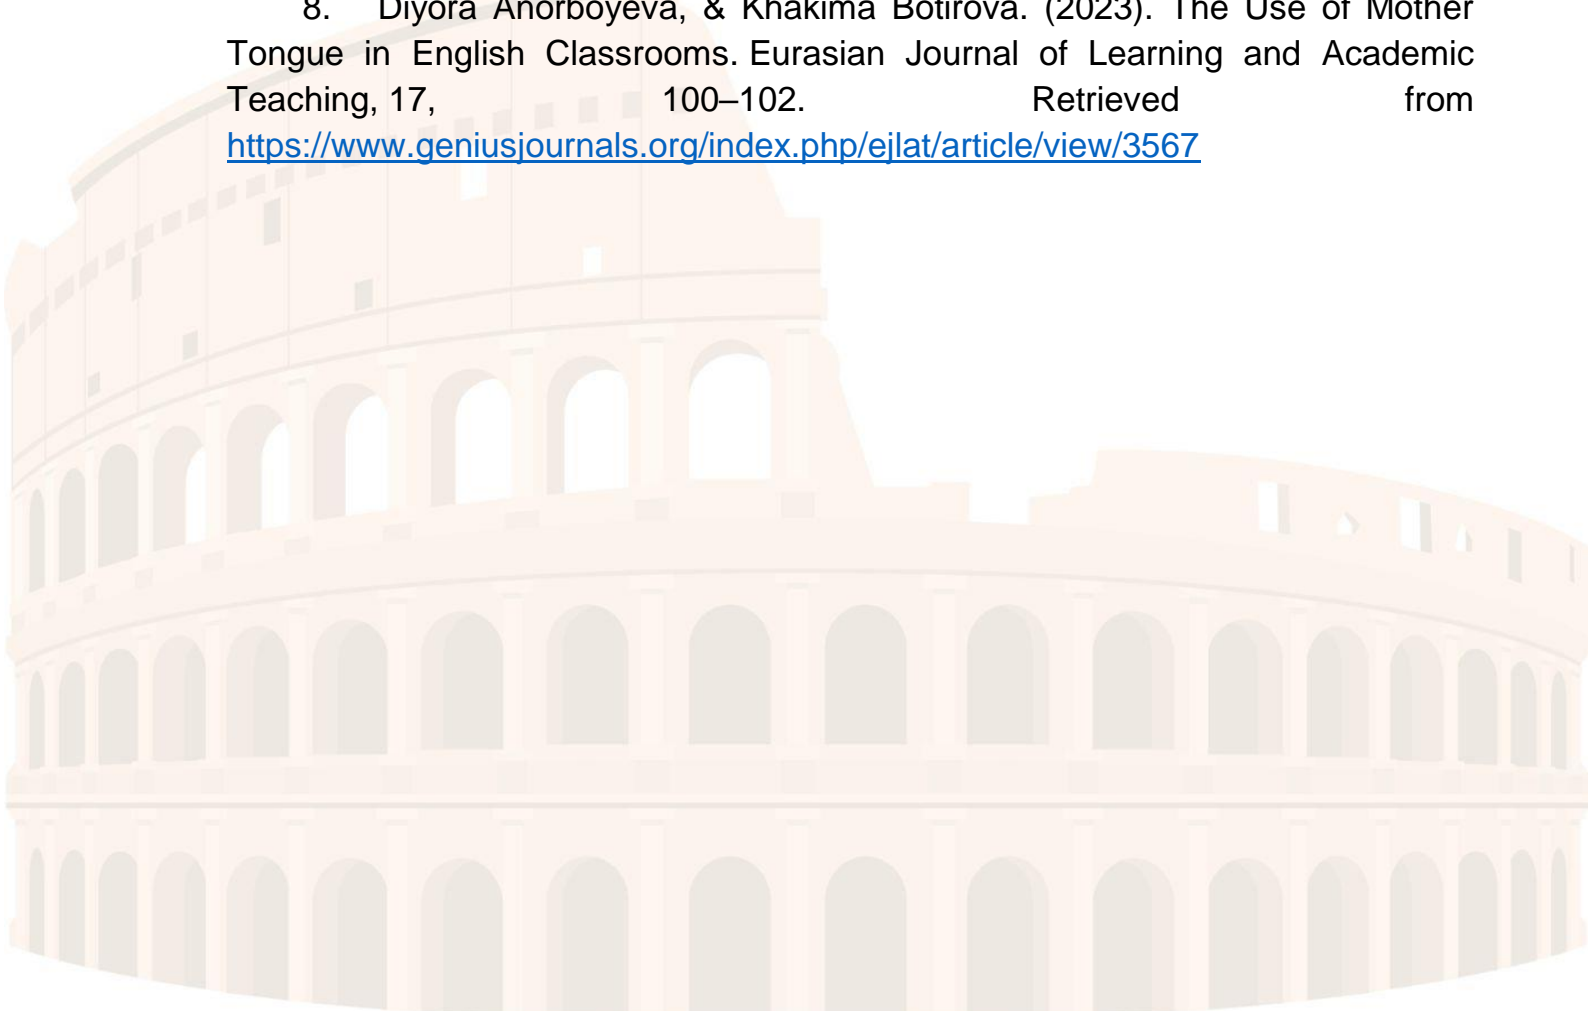 8. Diyora Anorboyeva, & Khakima Botirova. (2023). The Use of Mother
Tongue in English Classrooms. Eurasian Journal of Learning and Academic
Teaching, 17, 100–102. Retrieved from
https://www.geniusjournals.org/index.php/ejlat/article/view/3567